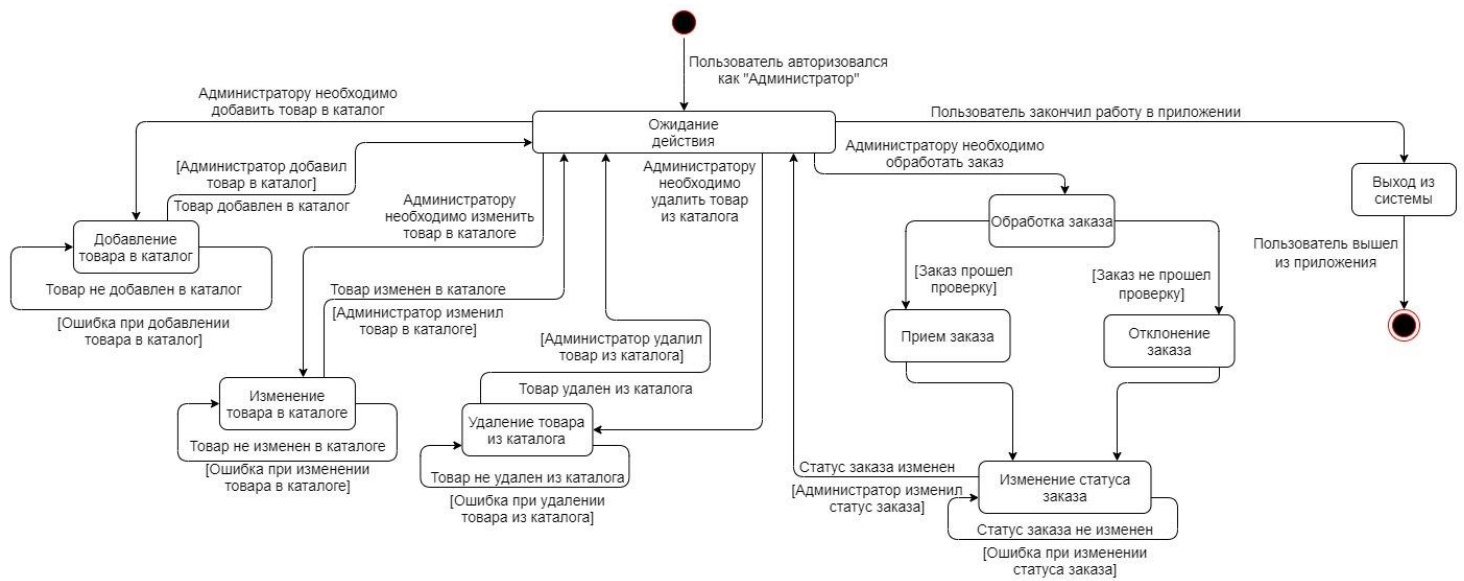 Пользователь авторизовался
как "Администратор"
Администратору необходимо
добавить товар в каталог
Пользователь закончил работу в приложении
Ожидание
действия
Администратору необходимо
обработать заказ
[Администратор добавил
товар в каталог]
Товар добавлен в каталог
Администратору
необходимо изменить
товар в каталоге
Администратору
необходимо
удалить товар
из каталога
Выход из
системы
Обработка заказа
Добавление
товара в каталог
Пользователь вышел
из приложения
[Заказ прошел
проверку]
[Заказ не прошел
проверку]
Товар не добавлен в каталог
[Ошибка при добавлении
товара в каталог]
Товар изменен в каталоге
[Администратор изменил
товар в каталоге]
[Администратор удалил
товар из каталога]
Прием заказа
Отклонение
заказа
Товар удален из каталога
Изменение
товара в каталоге
Удаление товара
из каталога
Товар не изменен в каталоге
[Ошибка при изменении
товара в каталоге]
Товар не удален из каталога
[Ошибка при удалении
товара из каталога]
Статус заказа изменен
[Администратор изменил
статус заказа]
Изменение статуса
заказа
Статус заказа не изменен
[Ошибка при изменении
статуса заказа]